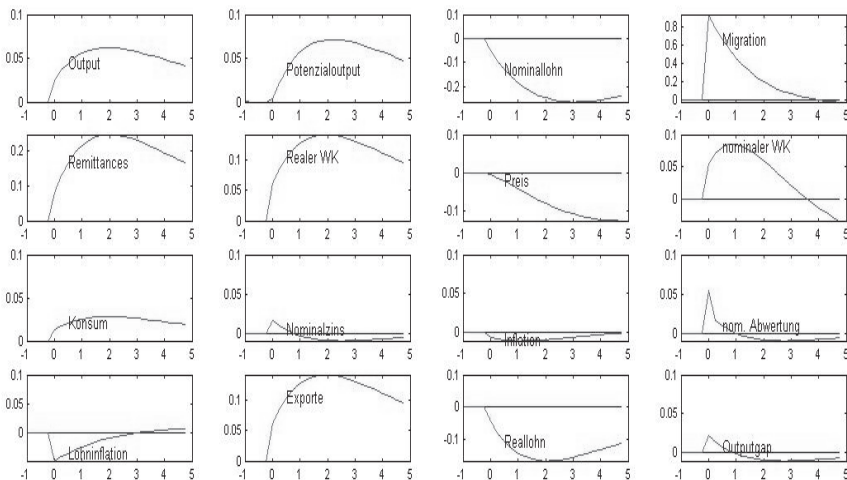 0.1
0.05
0
Output
-1 0 1 2 3 4 5
0.1
0.05
0
Potenzialoutput
-1 0 1 2 3 4 5
0.1
0
-0.1
-0.2
Nominallohn
-1 0 1 2 3 4 5
0.8
0.6
0.4
0.2
0
Migration
-1 0 1 2 3 4 5
0.2
0.1
0
Remittances
-1 0 1 2 3 4 5
0.1
0.05
0
Realer WK
-1 0 1 2 3 4 5
0.1
0
-0.1
Preis
-1 0 1 2 3 4 5
0.1
0.05
0
nominaler WK
-1 0 1 2 3 4 5
0.1
0.05
0
Konsum
-1 0 1 2 3 4 5
0.1
0.05
0
Nominalzins
-1 0 1 2 3 4 5
0.1
0.05
0
Inflation
-1 0 1 2 3 4 5
0.1
0.05
0
nom. Abwertung
-1 0 1 2 3 4 5
0.1
0.05
0
Lohninflation
-1 0 1 2 3 4 5
0.1
0.05
0
Exporte
-1 0 1 2 3 4 5
0.1
0
-0.1
Reallohn
-1 0 1 2 3 4 5
0.1
0.05
0
Outputgap
-1 0 1 2 3 4 5